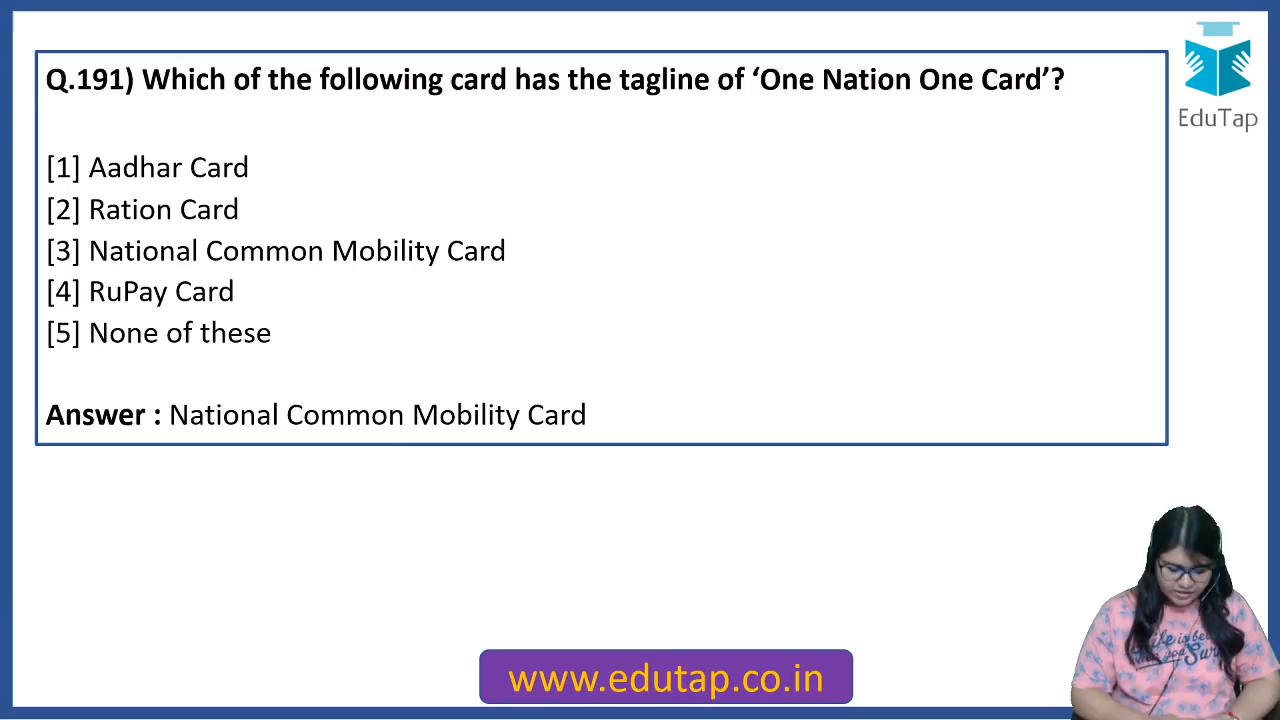 Q.191) Which of the following card has the tagline of ‘One Nation One Card’?
EduTap
[1] Aadhar Card
[2] Ration Card
[3] National Common Mobility Card
[4] RuPay Card
[5] None of these
Answer : National Common Mobility Card
www.edutap.co.in